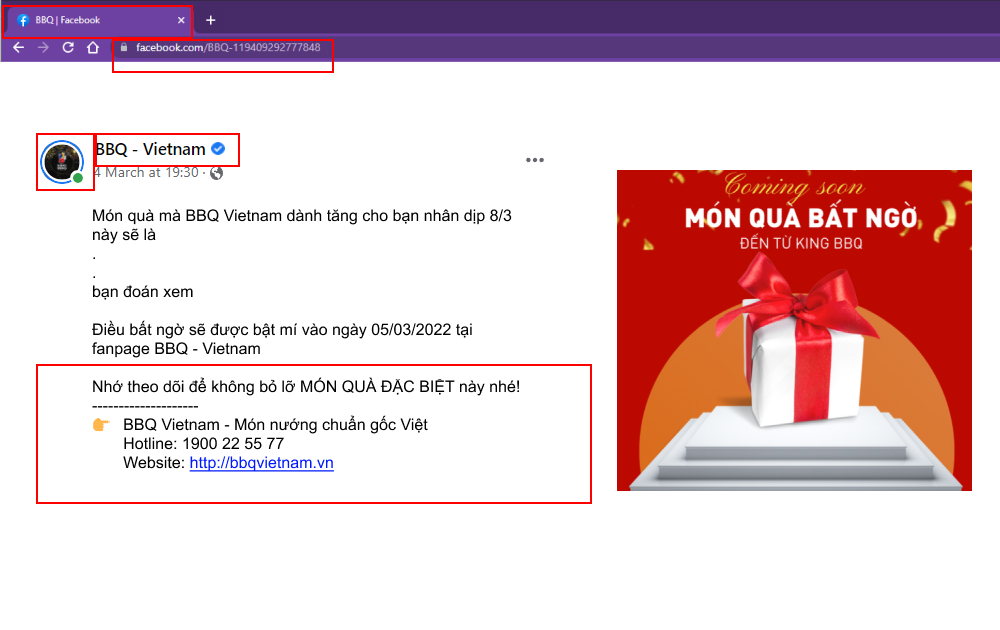 BBQ | Facebook
facebook.com/BBQ-119409292777848
BBQ - Vietnam
4 March at 19:30 ·
Món quà mà BBQ Vietnam dành tăng cho bạn nhân dịp 8/3
này sẽ là
.
.
bạn đoán xem
Điều bất ngờ sẽ được bật mí vào ngày 05/03/2022 tại
fanpage BBQ - Vietnam
Nhớ theo dõi để không bỏ lỡ MÓN QUÀ ĐẶC BIỆT này nhé!
--------------------
BBQ Vietnam - Món nướng chuẩn gốc Việt
Hotline: 1900 22 55 77
Website: http://bbqvietnam.vn
Coming soon
MÓN QUÀ BẤT NGỜ
ĐẾN TỪ KING BBQ